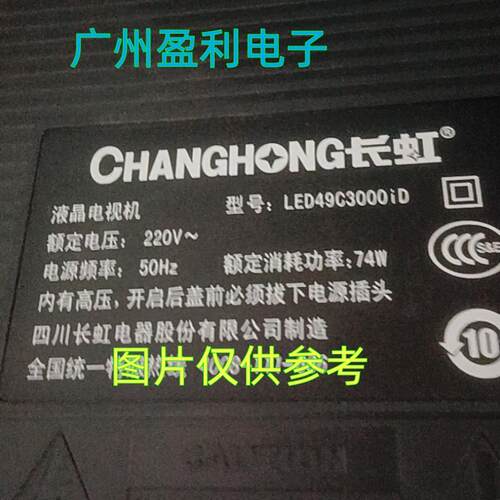 广州盈利电子
CHANGHONG长虹®
液晶电视机 型号: LED49C3000iD
额定电压: 220V～
电源频率: 50Hz 额定消耗功率: 74W
内有高压，开启后盖前必须拔下电源插头
四川长虹电器股份有限公司制造
全国统一
图片仅供参考
CCC
S&E
10